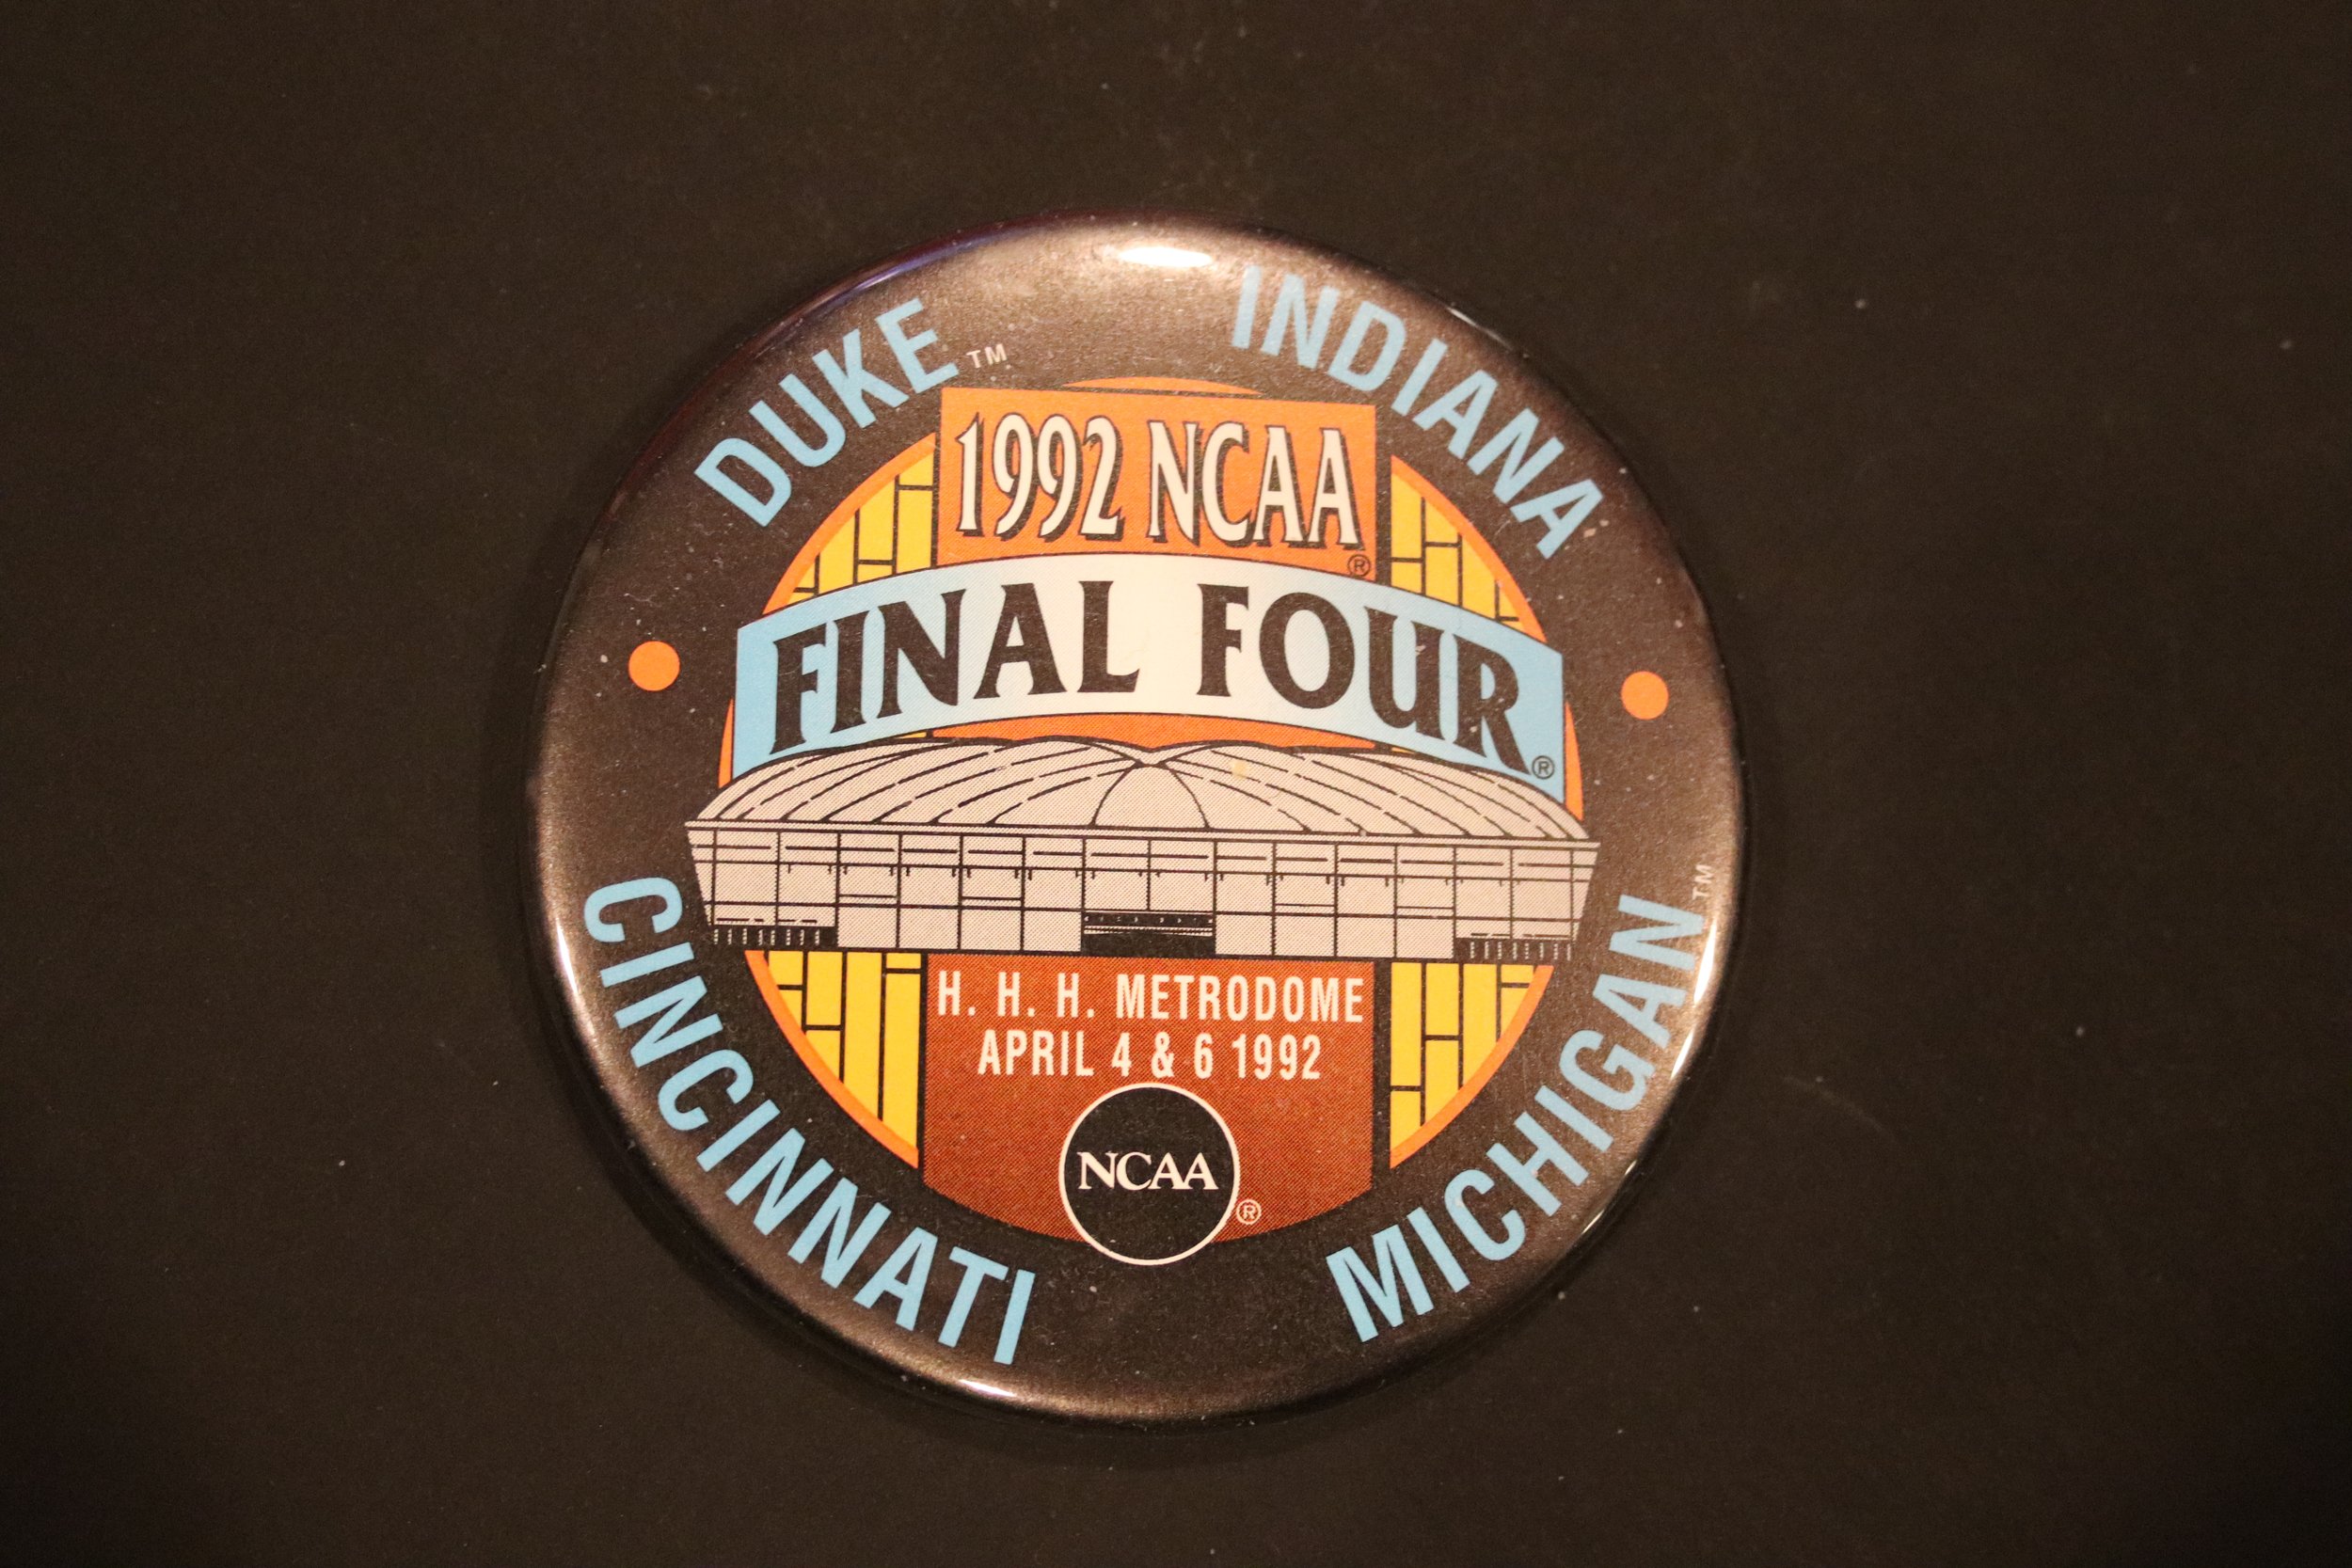 DUKE™
INDIANA
1992 NCAA®
FINAL FOUR®
H. H. H. METRODOME
APRIL 4 & 6 1992
NCAA®
CINCINNATI
MICHIGAN™